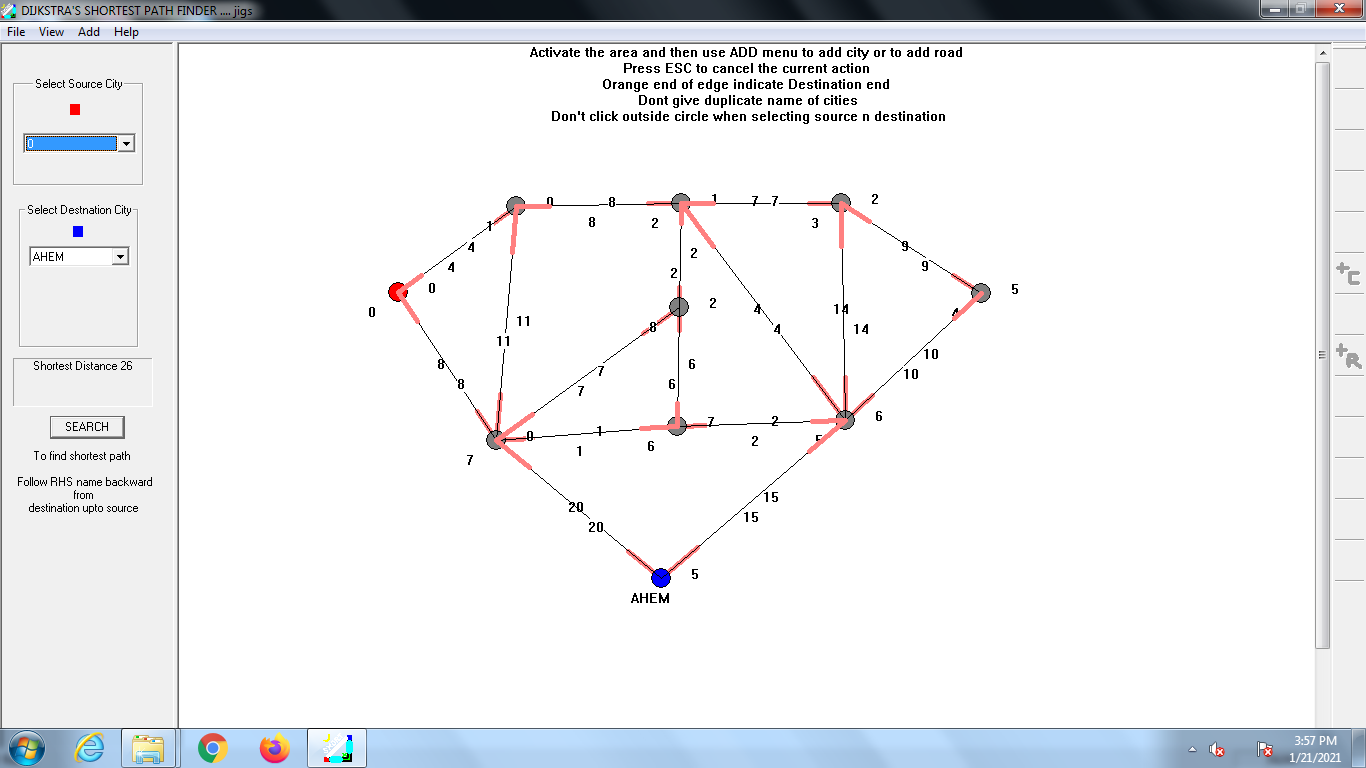 DIJKSTRA'S SHORTEST PATH FINDER .... jigs
File View Add Help
Activate the area and then use ADD menu to add city or to add road
Press ESC to cancel the current action
Orange end of edge indicate Destination end
Dont give duplicate name of cities
Don't click outside circle when selecting source n destination
Select Source City
0
Select Destnation City
AHEM
Shortest Distance 26
SEARCH
To find shortest path
Follow RHS name backward
from
destination upto source
0 8 1 7 7 2
1 8 2 3
4 2 9
4 2 9
0 0 2 5
4 4
11 8 14
11 4 14
8 7 6 10
8 7 6 10
0 1 7 2 6
7 1 6 2
20 15
20 15
5
AHEM
+C
+R
3:57 PM
1/21/2021